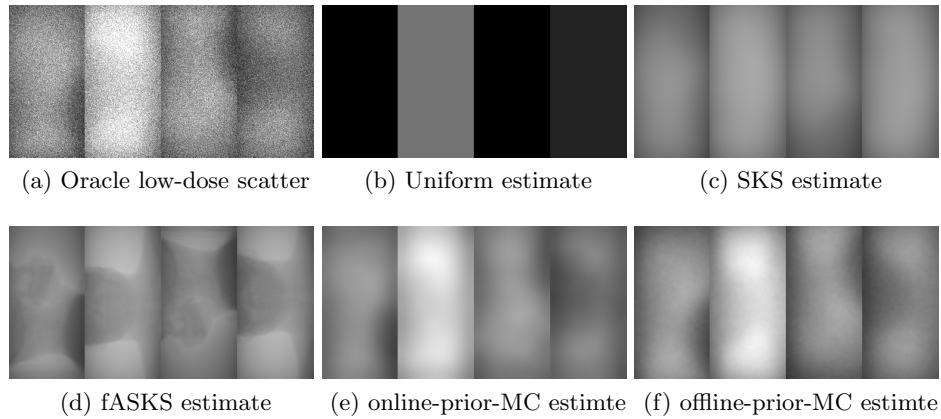 (a) Oracle low-dose scatter
(b) Uniform estimate
(c) SKS estimate
(d) fASKS estimate
(e) online-prior-MC estimte
(f) offline-prior-MC estimte